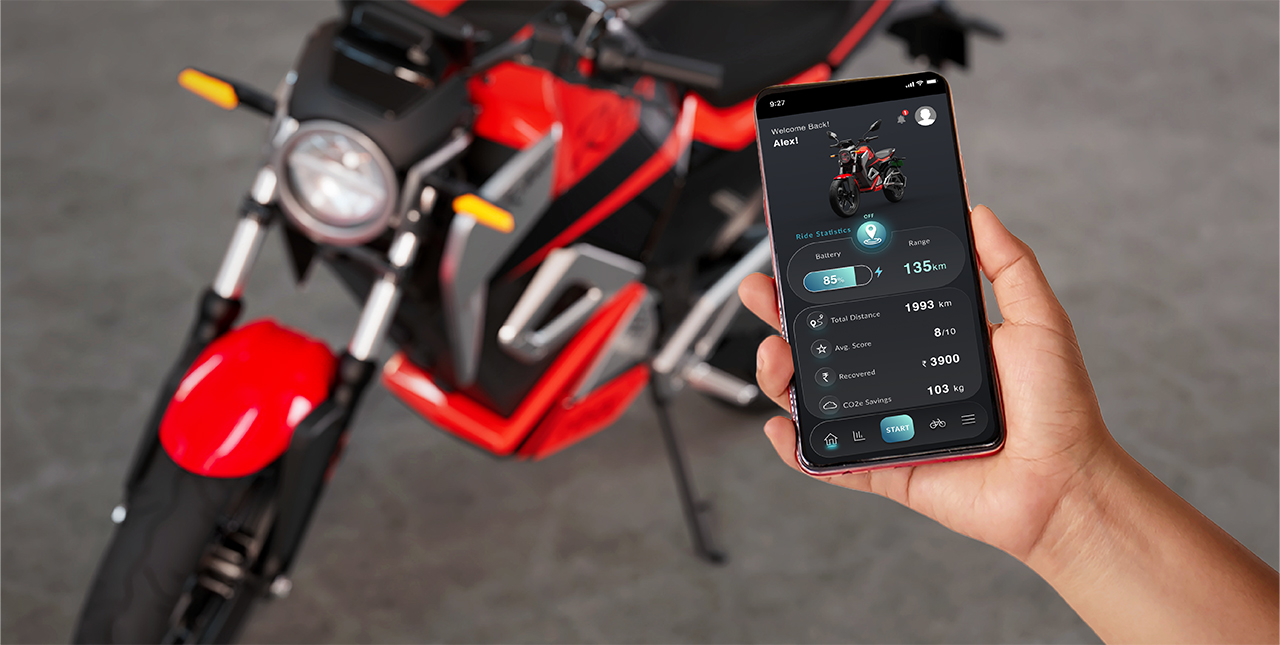 9:27
Welcome Back!
Alex!
1
OFF
Ride Statistics
Battery
Range
85%
135km
Total Distance 1993 km
Avg. Score 8/10
Recovered ₹ 3900
CO2e Savings 103 kg
START